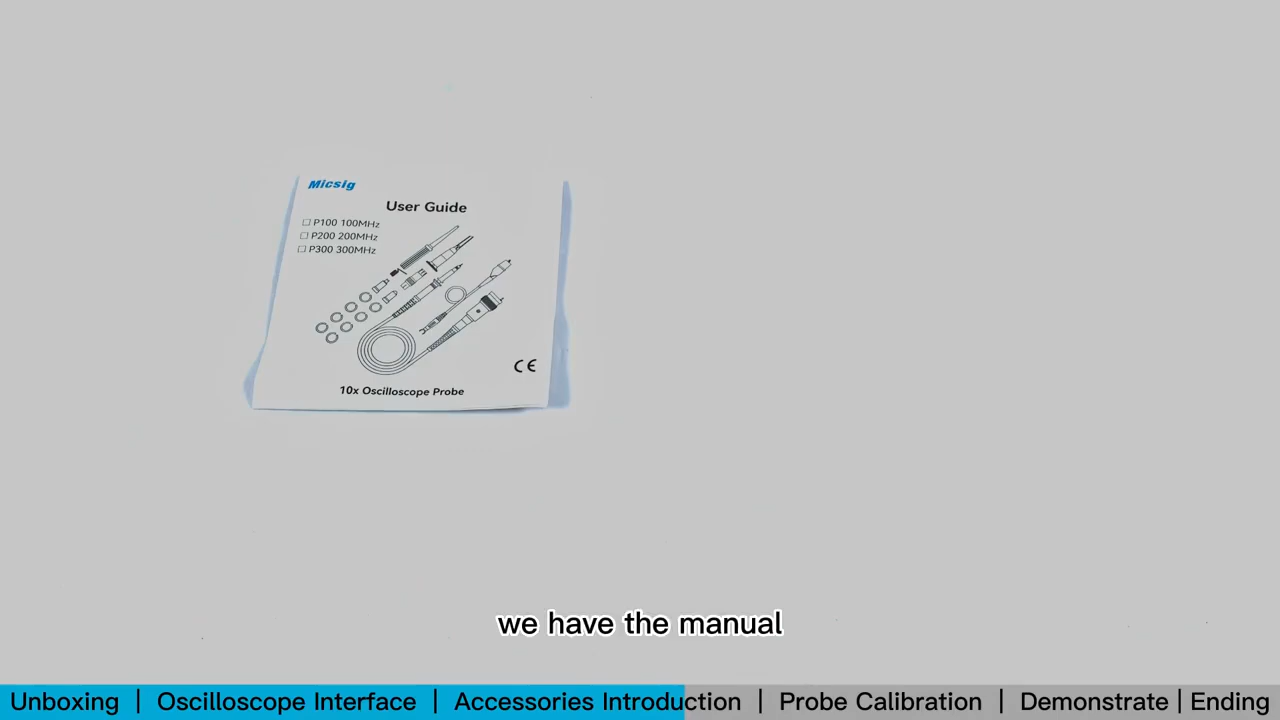 Micsig
User Guide
P100 100MHz
P200 200MHz
P300 300MHz
CE
10x Oscilloscope Probe
we have the manual
Unboxing | Oscilloscope Interface | Accessories Introduction | Probe Calibration | Demonstrate | Ending